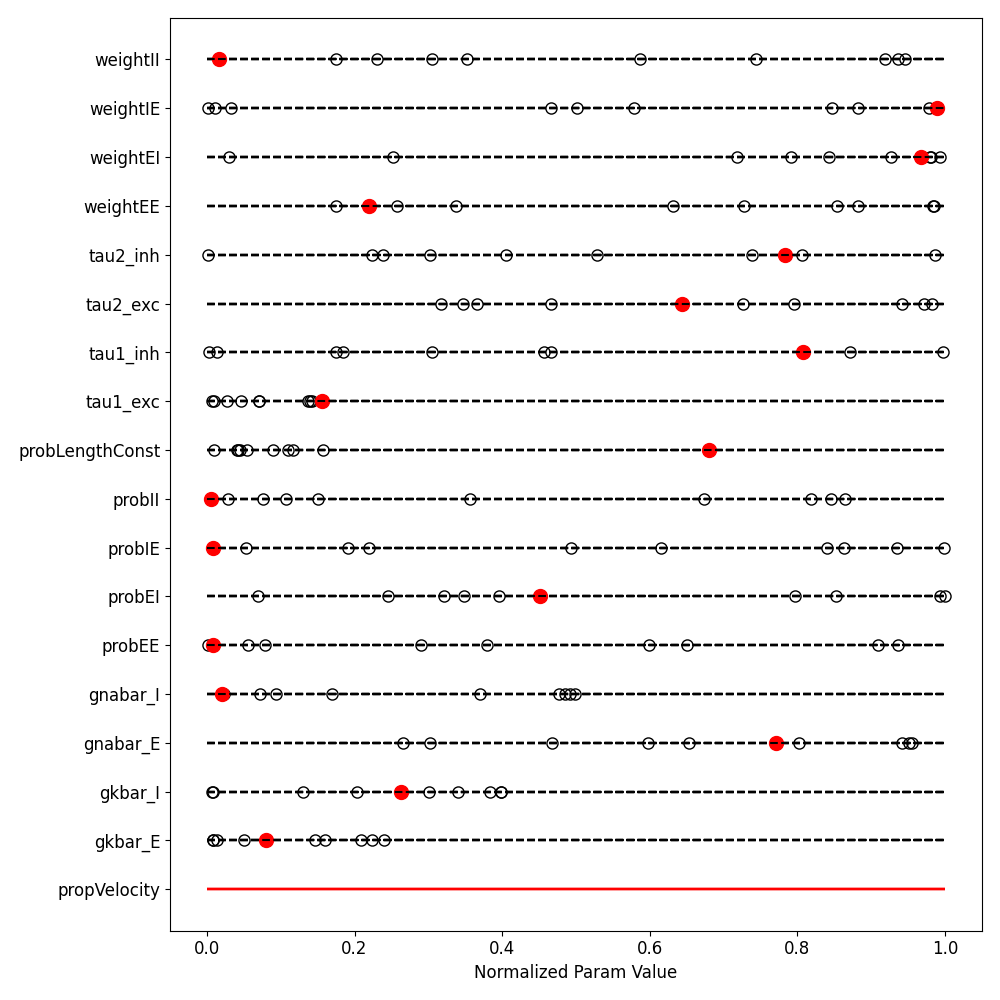 weightII
weightIE
weightEI
weightEE
tau2_inh
tau2_exc
tau1_inh
tau1_exc
probLengthConst
probII
probIE
probEI
probEE
gnabar_I
gnabar_E
gkbar_I
gkbar_E
propVelocity
0.0 0.2 0.4 0.6 0.8 1.0
Normalized Param Value